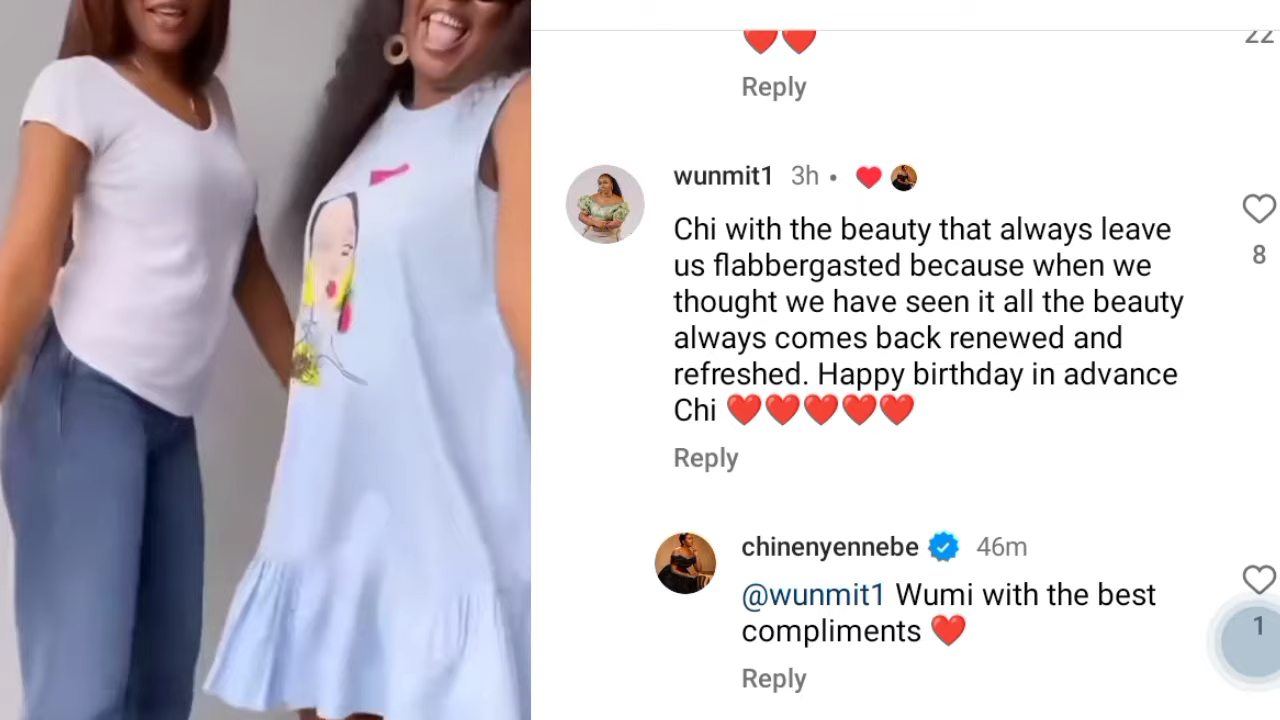 22
Reply
wunmit1 3h • ❤️
Chi with the beauty that always leave
us flabbergasted because when we
thought we have seen it all the beauty
always comes back renewed and
refreshed. Happy birthday in advance
Chi ❤️❤️❤️❤️❤️
8
Reply
chinenyennebe 46m
@wunmit1 Wumi with the best
compliments ❤️
1
Reply